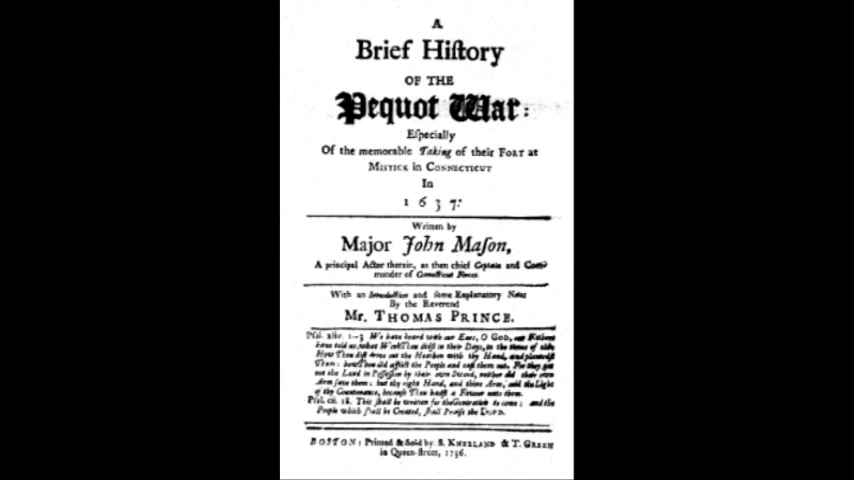 A
Brief Hiſtory
OF THE
Pequot War:
Eſpecially
Of the memorable Taking of their FORT at
MISTICK in CONNECTICUT
In
1 6 3 7:
Written by
Major John Maſon,
A principal Actor therein, as then chief Captain and Com-
mander of Connecticut Forces.
With an Introduction and ſome Explanatory Notes
By the Reverend
Mr. THOMAS PRINCE.
Pſal. xliv. 1-3 We have heard with our Ears, O GOD, our Fathers
have told us, what Work Thou didſt in their Days, in the times of old:
How Thou didſt drive out the Heathen with thy Hand, and plantedſt
Them: how Thou did afflict the People and caſt them out. For they got
not the Land in Poſſeſſion by their own Sword, neither did their own
Arm ſave them: but thy right Hand, and thine Arm, and the Light
of thy Countenance, becauſe Thou hadſt a Favour unto them.
Pſal. cii. 18. This ſhall be written for the Generation to come: and the
People which ſhall be Created, ſhall Praiſe the LORD.
BOSTON: Printed & Sold by. S. KNEELAND & T. GREEN
in Queen-ſtreet, 1736.